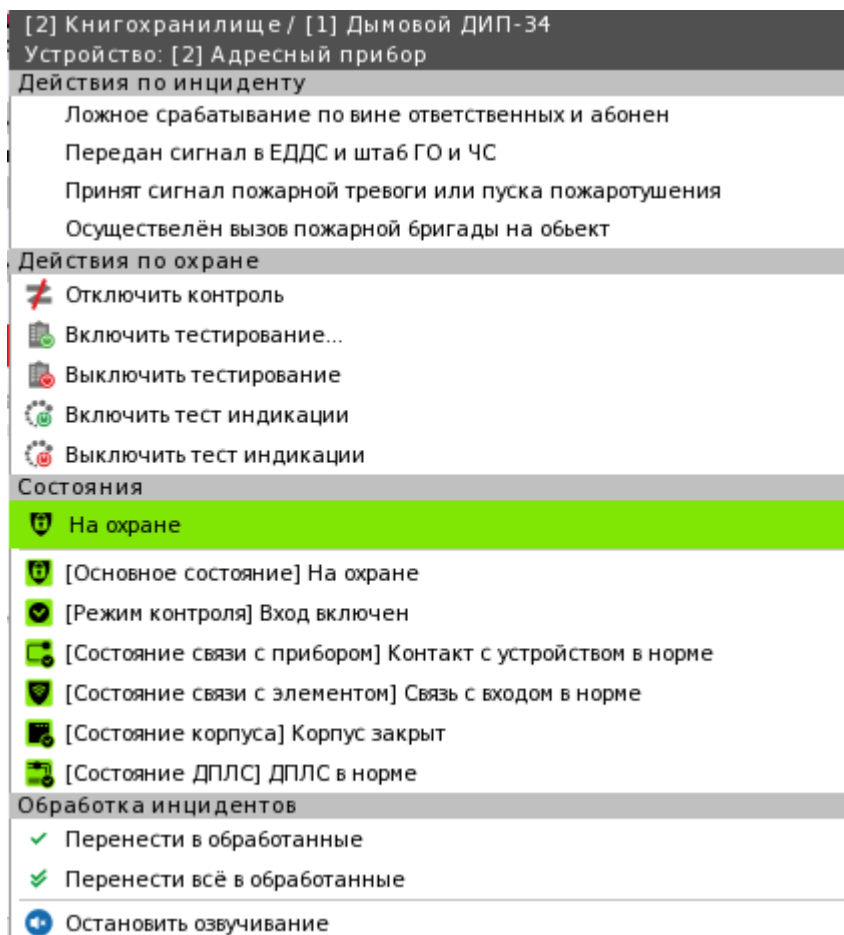 [2] Книгохранилище / [1] Дымовой ДИП-34
Устройство: [2] Адресный прибор
Действия по инциденту
Ложное срабатывание по вине ответственных и абонен
Передан сигнал в ЕДДС и штаб ГО и ЧС
Принят сигнал пожарной тревоги или пуска пожаротушения
Осуществелён вызов пожарной бригады на обьект
Действия по охране
Отключить контроль
Включить тестирование...
Выключить тестирование
Включить тест индикации
Выключить тест индикации
Состояния
На охране
[Основное состояние] На охране
[Режим контроля] Вход включен
[Состояние связи с прибором] Контакт с устройством в норме
[Состояние связи с элементом] Связь с входом в норме
[Состояние корпуса] Корпус закрыт
[Состояние ДПЛС] ДПЛС в норме
Обработка инцидентов
Перенести в обработанные
Перенести всё в обработанные
Остановить озвучивание